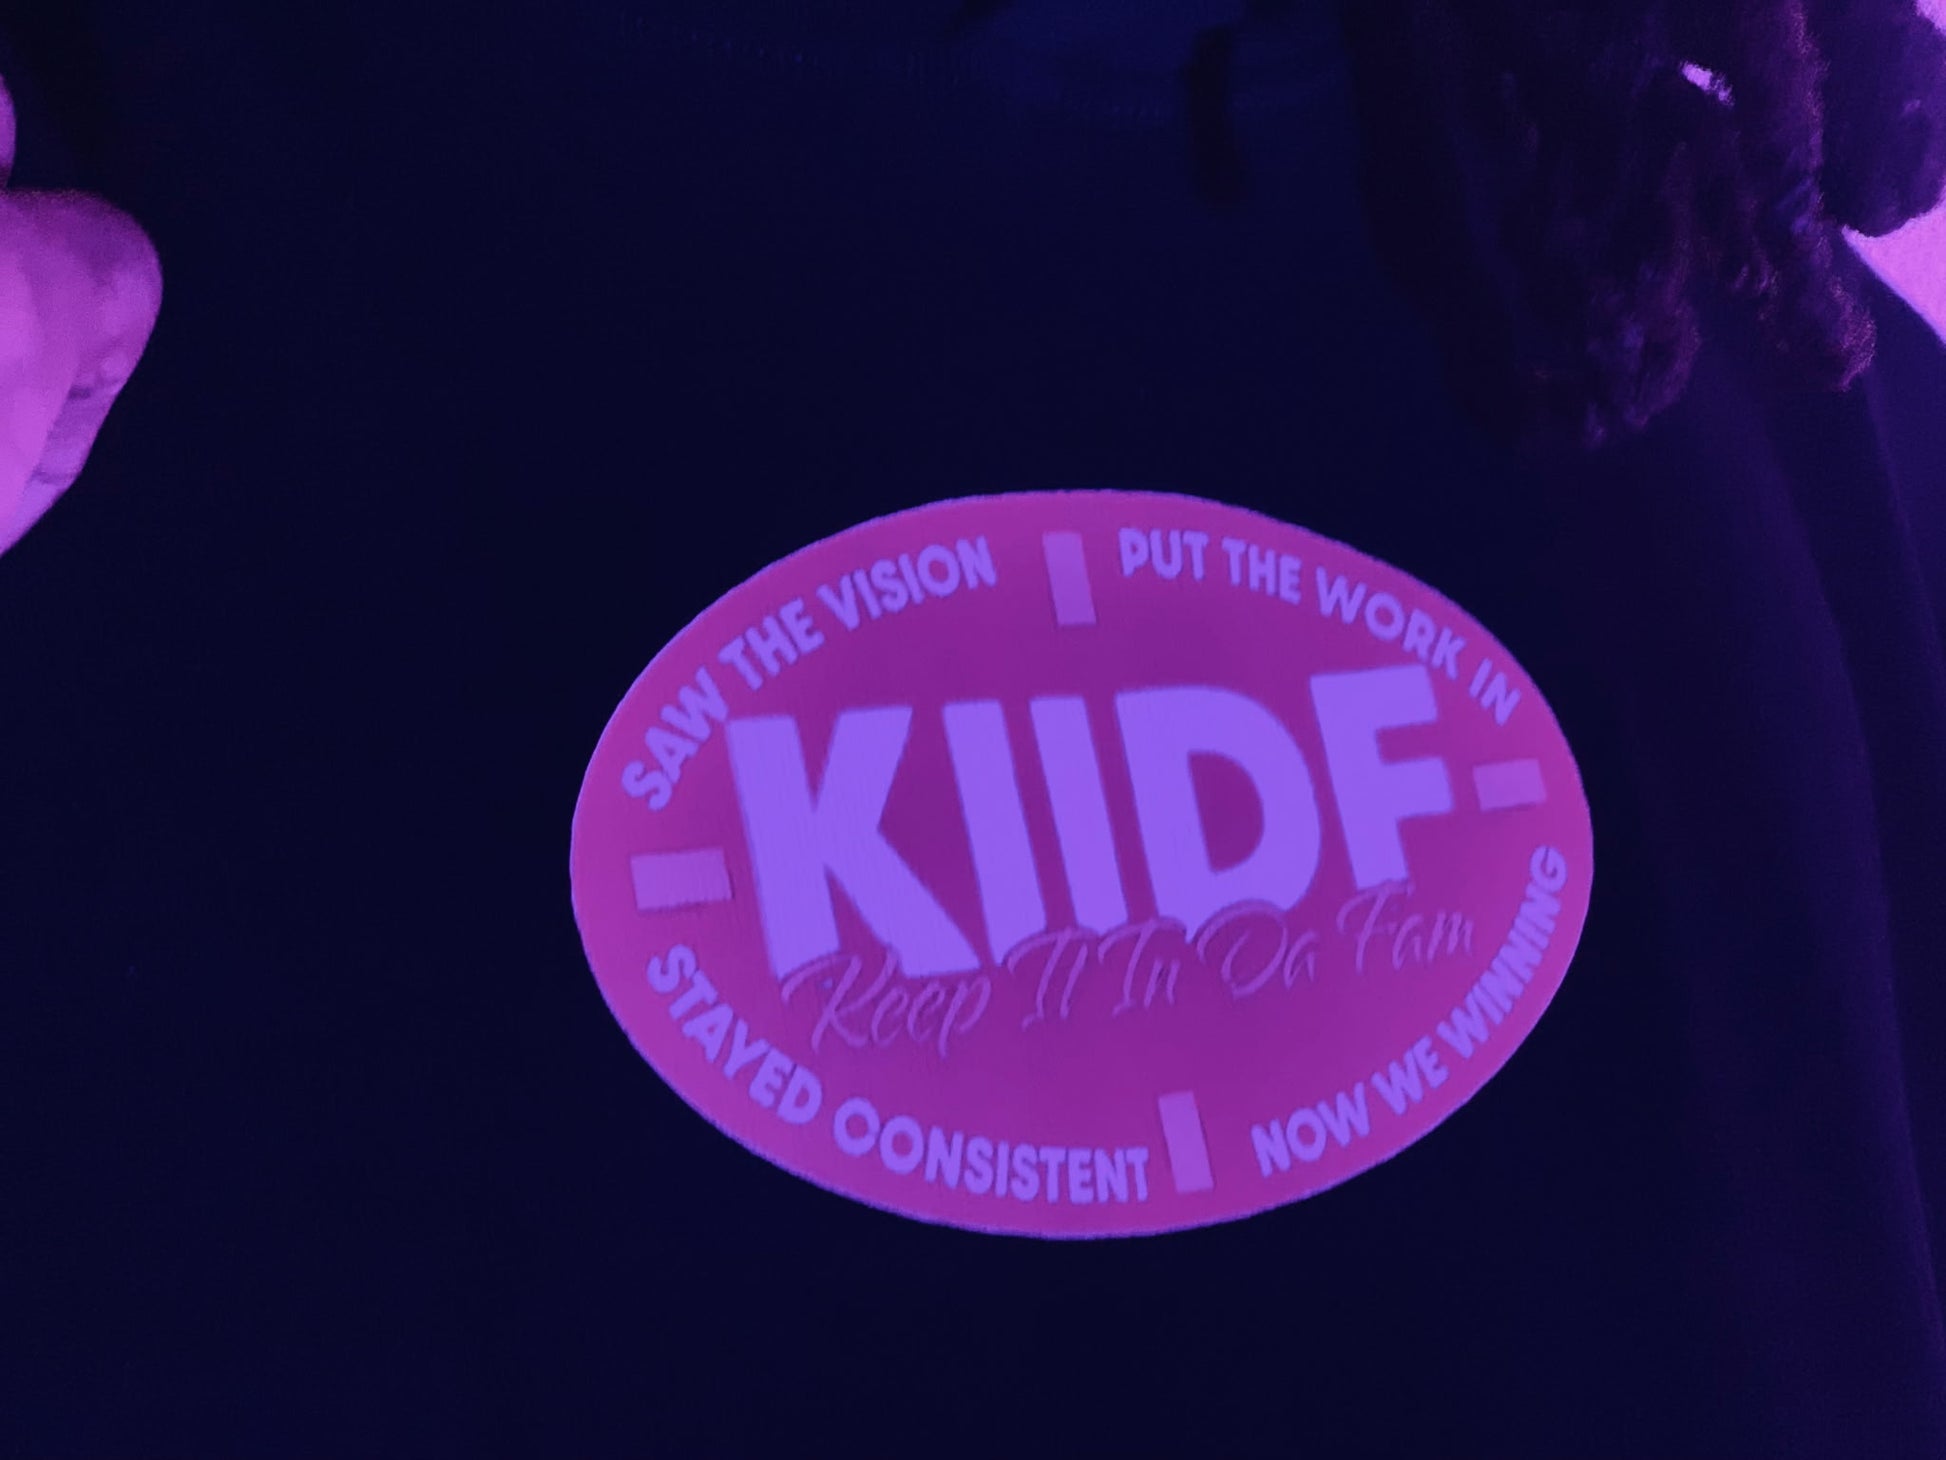 SAW THE VISION
PUT THE WORK IN
KIIDF
Keep It In Da Fam
STAYED CONSISTENT
NOW WE WINNING